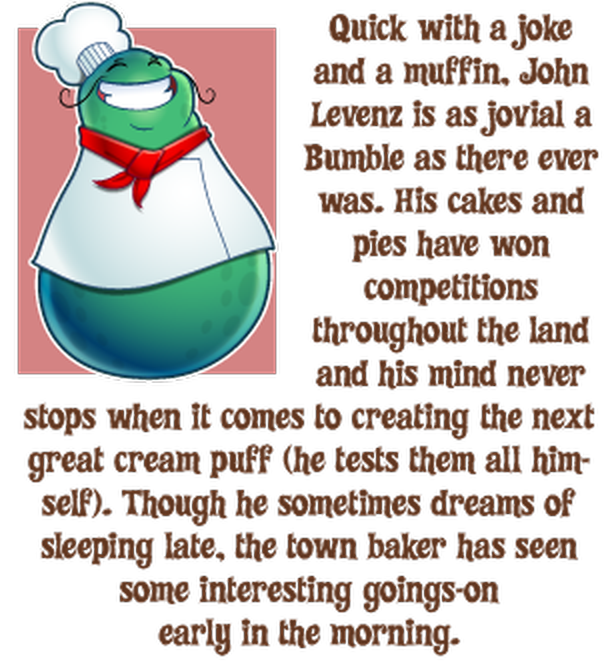 Quick with a joke
and a muffin, John
Levenz is as jovial a
Bumble as there ever
was. His cakes and
pies have won
competitions
throughout the land
and his mind never
stops when it comes to creating the next
great cream puff (he tests them all him-
self). Though he sometimes dreams of
sleeping late, the town baker has seen
some interesting goings-on
early in the morning.